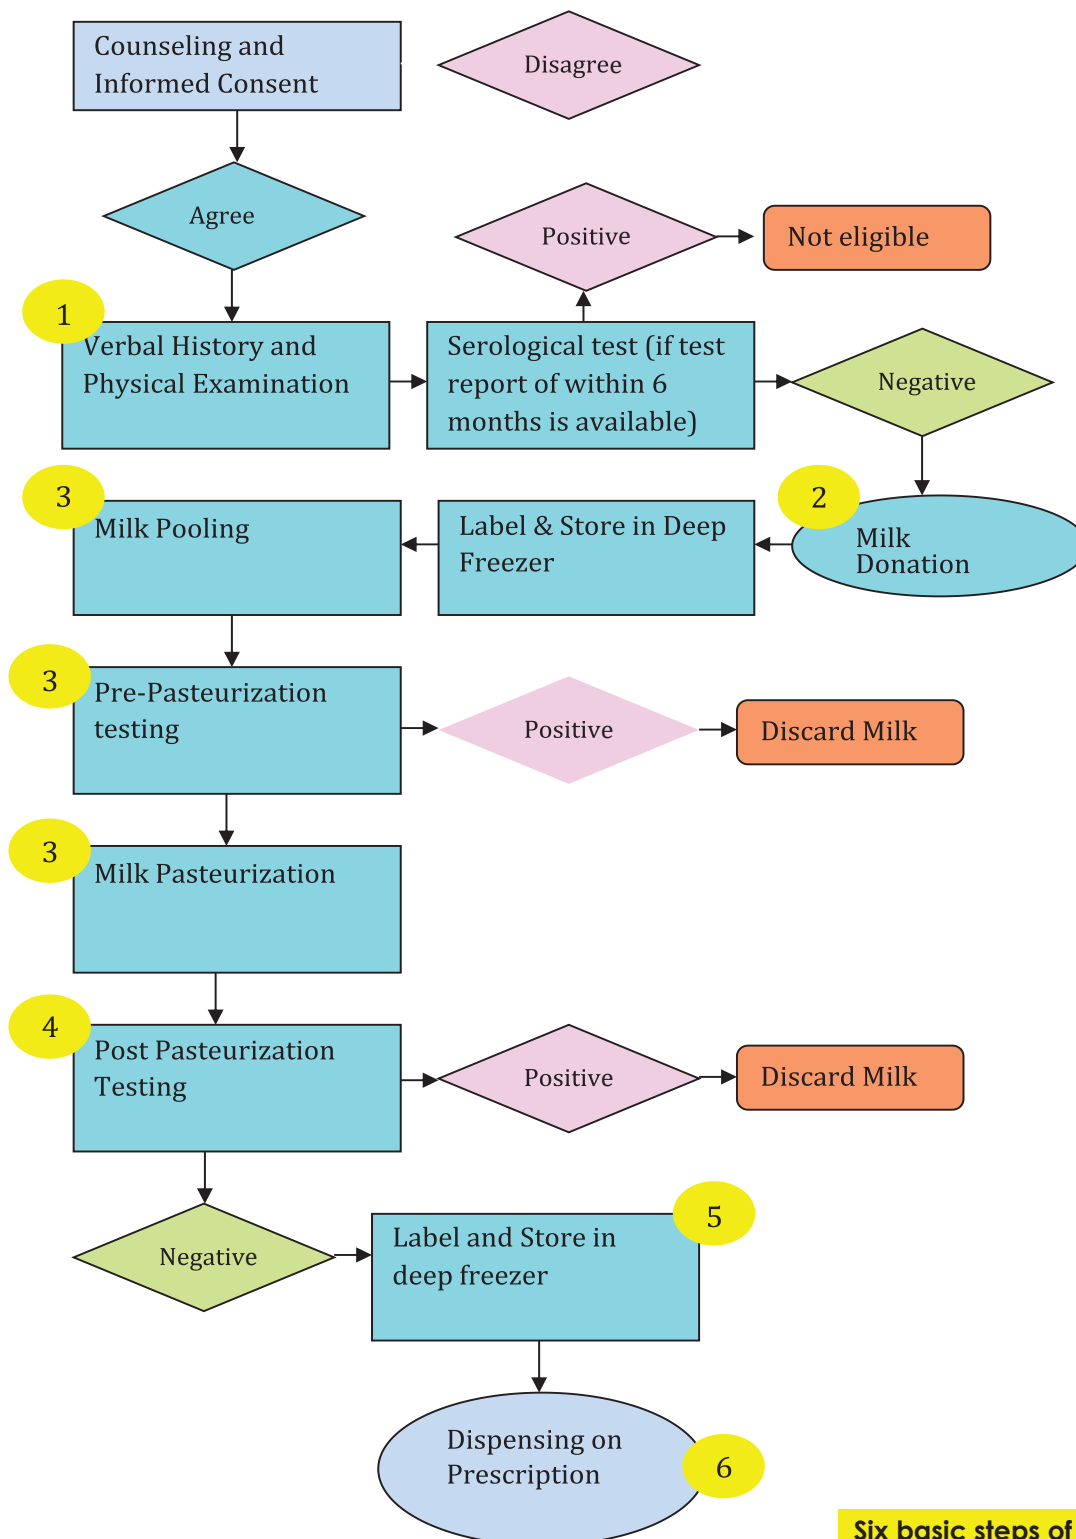 Counseling and
Informed Consent
Disagree
Agree
Positive
Not eligible
1
Verbal History and
Physical Examination
Serological test (if test
report of within 6
months is available)
Negative
3
Milk Pooling
Label & Store in Deep
Freezer
2
Milk
Donation
3
Pre-Pasteurization
testing
Positive
Discard Milk
3
Milk Pasteurization
4
Post Pasteurization
Testing
Positive
Discard Milk
Negative
5
Label and Store in
deep freezer
Dispensing on
Prescription
6
Six basic steps of